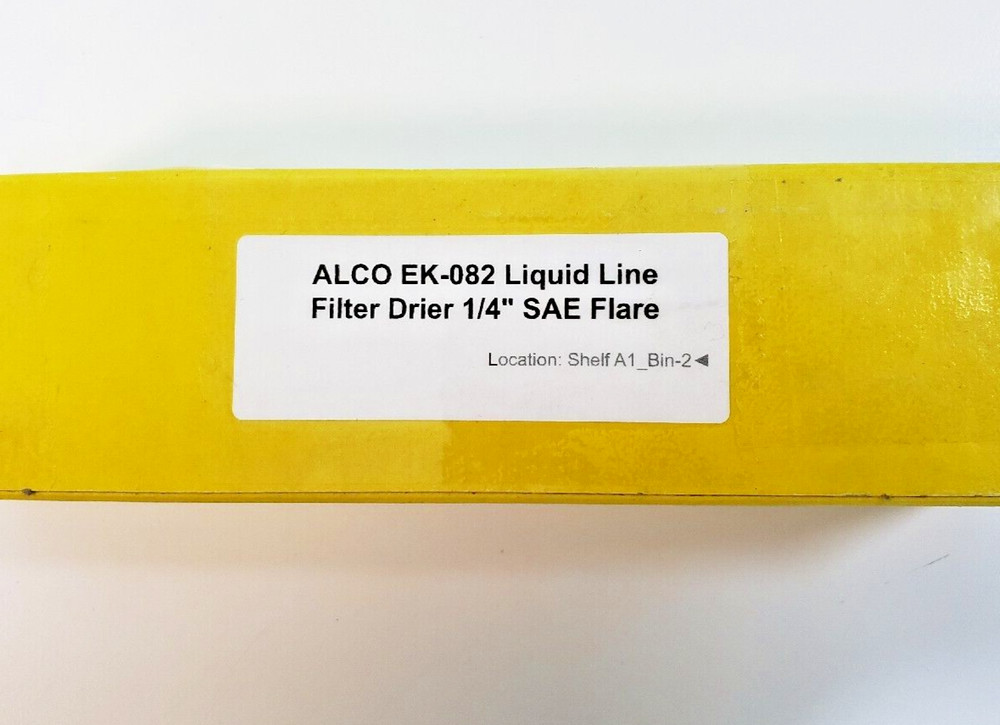 ALCO EK-082 Liquid Line
Filter Drier 1/4" SAE Flare
Location: Shelf A1_Bin-2◄